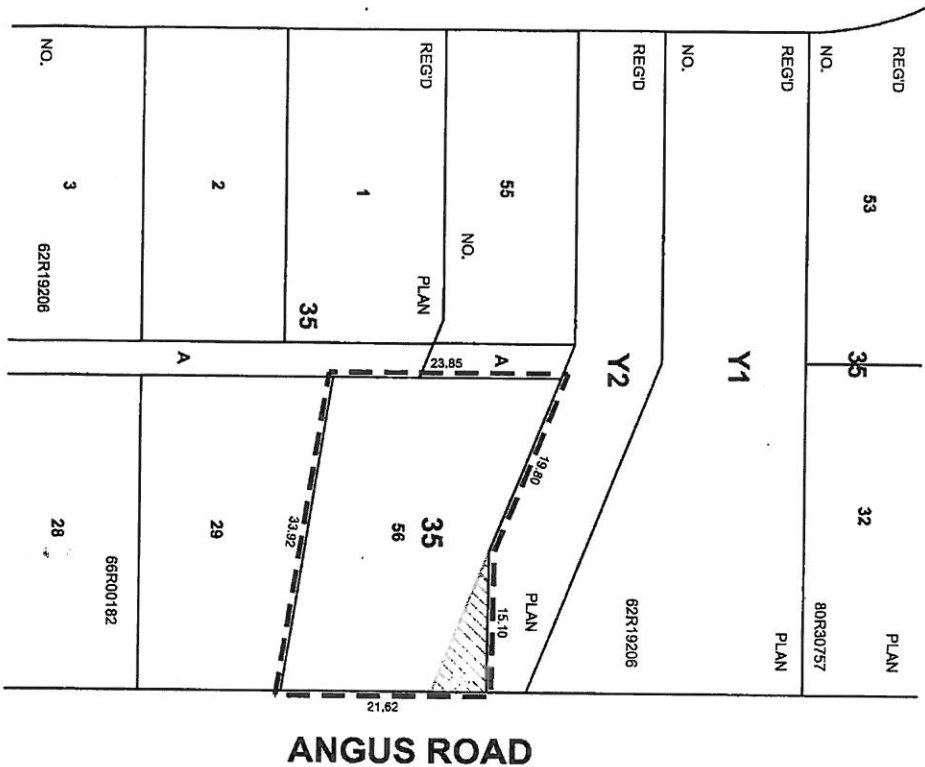 REG'D
NO.
53
PLAN
80R30757
32
35
REG'D
NO.
Y1
PLAN
REG'D
Y2
62R19206
PLAN
55
NO.
A
23.85
19.80
15.10
35
56
33.92
21.62
REG'D
1
PLAN
35
2
29
NO.
3
62R19206
A
28
66R00182
ANGUS ROAD